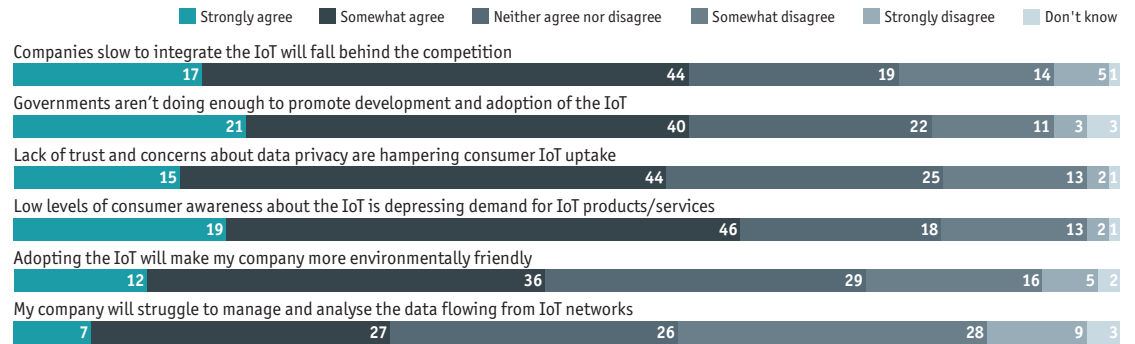 Strongly agree Somewhat agree Neither agree nor disagree Somewhat disagree Strongly disagree Don't know
Companies slow to integrate the IoT will fall behind the competition
17 44 19 14 5 1
Governments aren’t doing enough to promote development and adoption of the IoT
21 40 22 11 3 3
Lack of trust and concerns about data privacy are hampering consumer IoT uptake
15 44 25 13 2 1
Low levels of consumer awareness about the IoT is depressing demand for IoT products/services
19 46 18 13 2 1
Adopting the IoT will make my company more environmentally friendly
12 36 29 16 5 2
My company will struggle to manage and analyse the data flowing from IoT networks
7 27 26 28 9 3